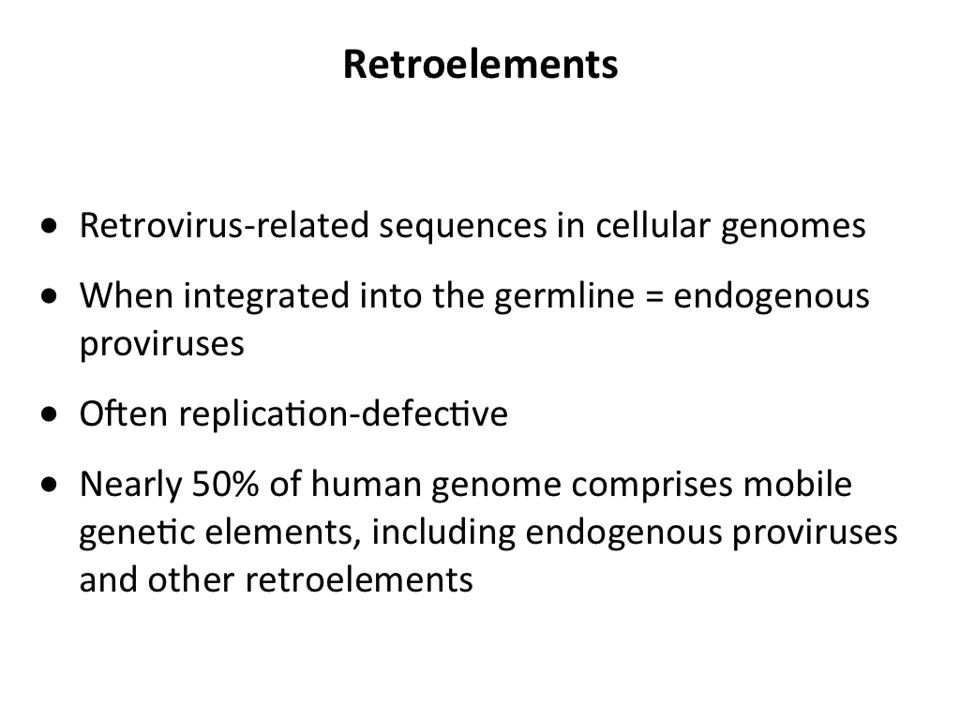 Retroelements
● Retrovirus-related sequences in cellular genomes
● When integrated into the germline = endogenous
proviruses
● Often replication-defective
● Nearly 50% of human genome comprises mobile
genetic elements, including endogenous proviruses
and other retroelements